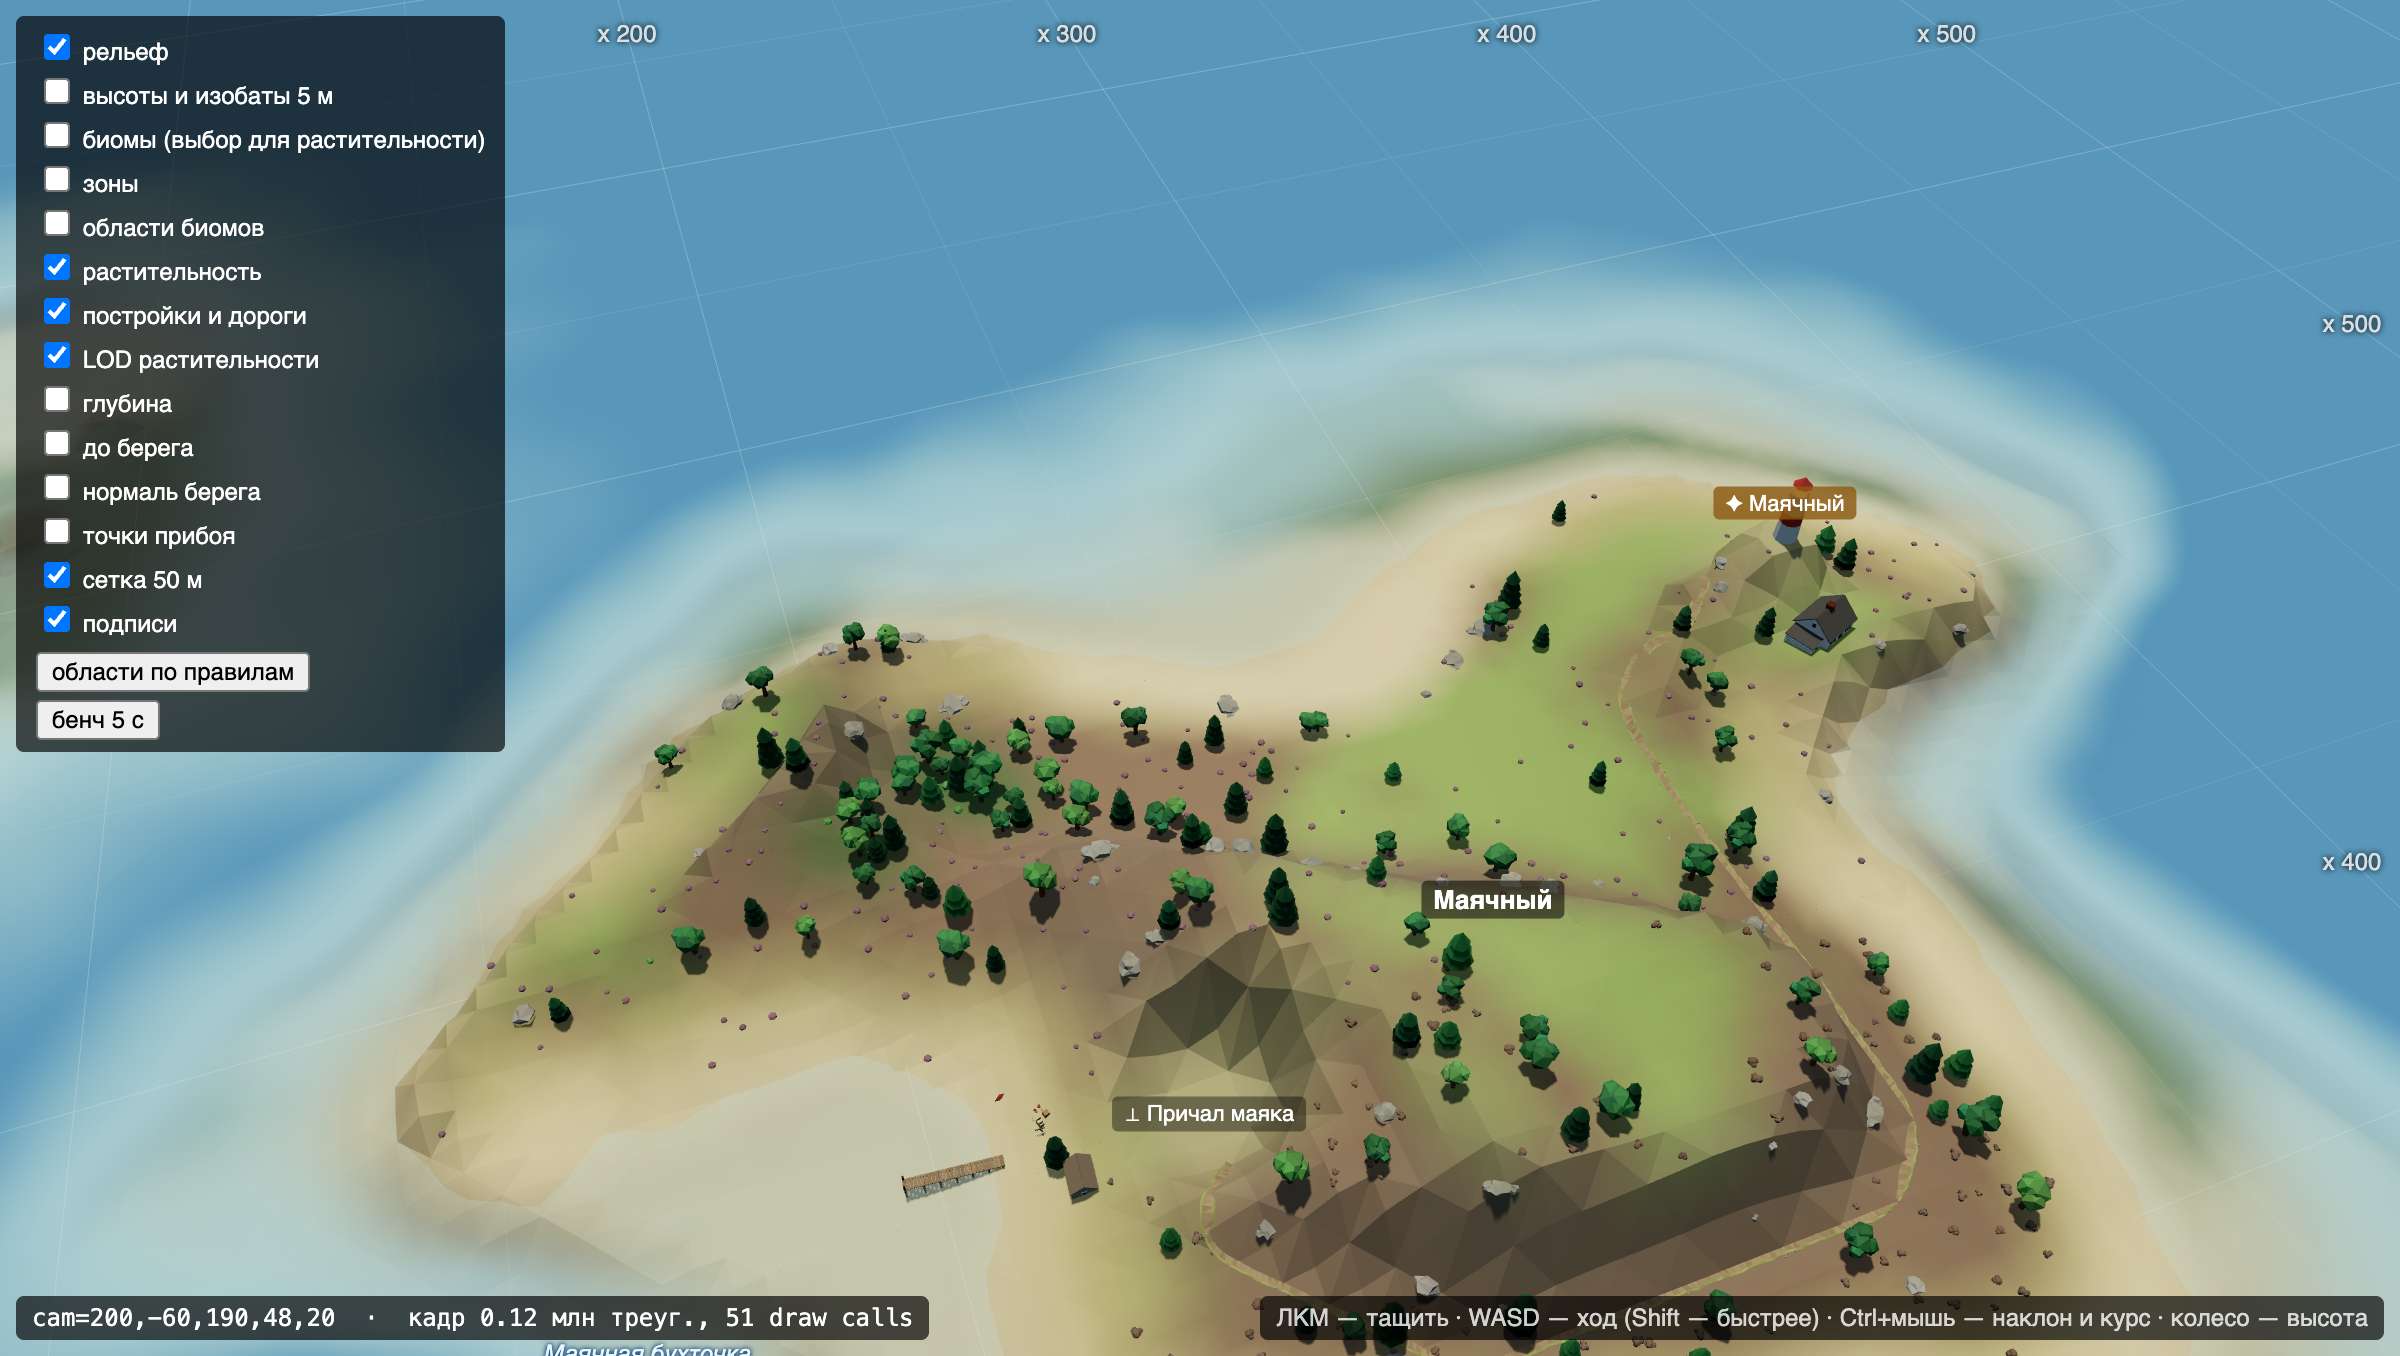 рельеф
высоты и изобаты 5 м
биомы (выбор для растительности)
зоны
области биомов
растительность
постройки и дороги
LOD растительности
глубина
до берега
нормаль берега
точки прибоя
сетка 50 м
подписи
области по правилам
бенч 5 с
x 200
x 300
x 400
x 500
x 500
✦ Маячный
x 400
Маячный
⊥ Причал маяка
cam=200,−60,190,48,20 · кадр 0.12 млн треуг., 51 draw calls
ЛКМ — тащить · WASD — ход (Shift — быстрее) · Ctrl+мышь — наклон и курс · колесо — высота
Маячная бухточка